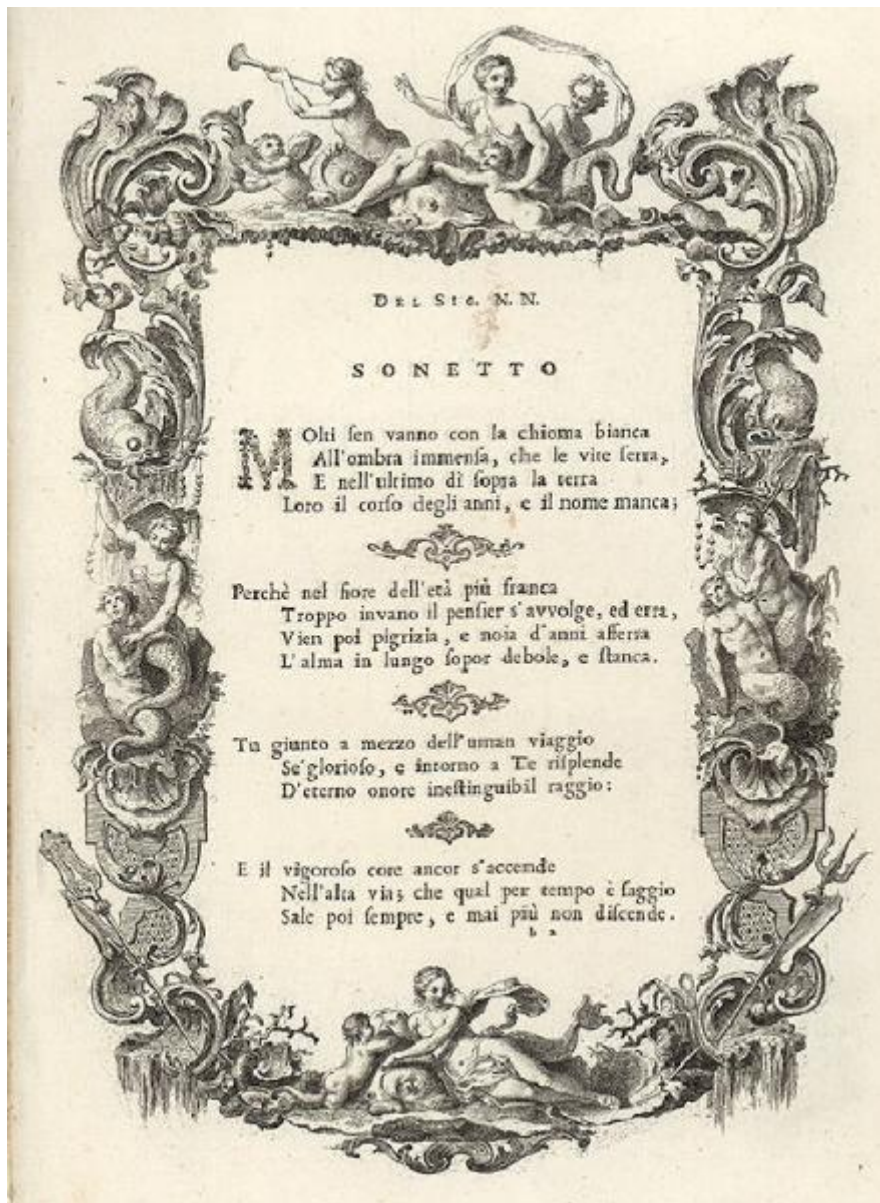 DEL SIG. N. N.
SONETTO
MOlti ſen vanno con la chioma bianca
All'ombra immenſa, che le vite ſerra,
E nell'ultimo dì ſopra la terra
Loro il corſo degli anni, e il nome manca;
Perchè nel fiore dell'età più franca
Troppo invano il penſier s'avvolge, ed erra,
Vien poi pigrizia, e noia d'anni afferra
L'alma in lungo ſopor debole, e ſtanca.
Tu giunto a mezzo dell'uman viaggio
Se' glorioſo, e intorno a Te riſplende
D'eterno onore ineſtinguibil raggio:
E il vigoroſo core ancor s'accende
Nell'alta via; che qual per tempo è ſaggio
Sale poi ſempre, e mai più non diſcende.
b 2